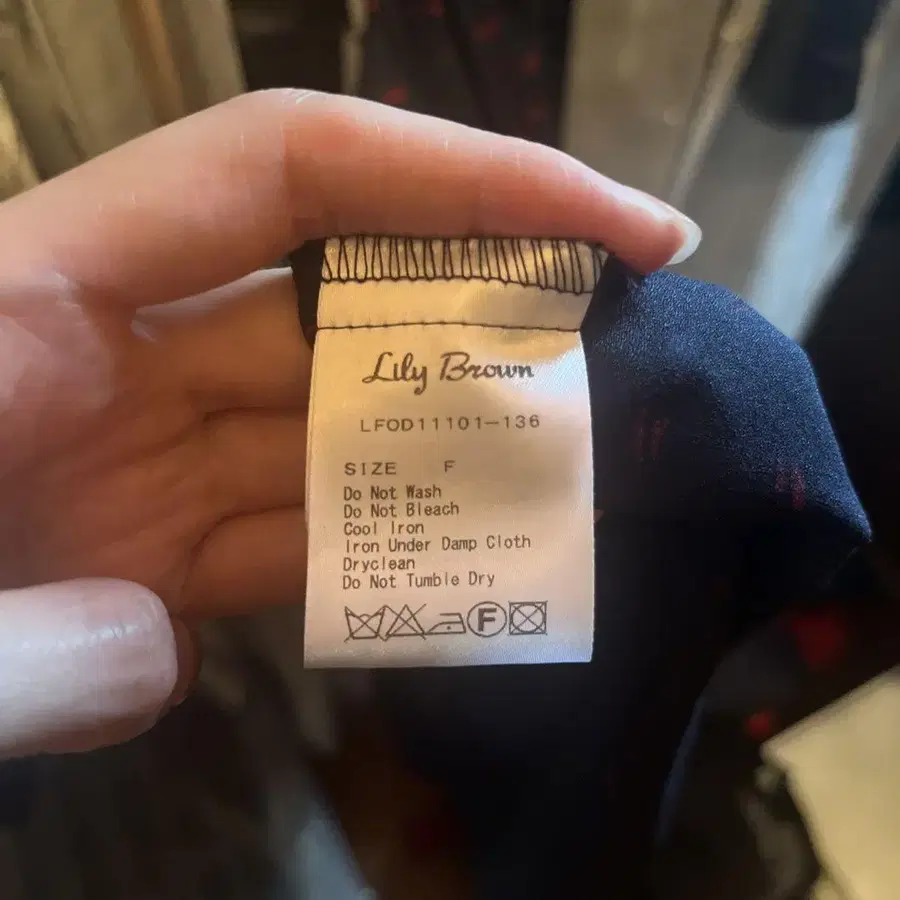 Lily Brown
LFOD11101-136
SIZE F
Do Not Wash
Do Not Bleach
Cool Iron
Iron Under Damp Cloth
Dryclean
Do Not Tumble Dry
F